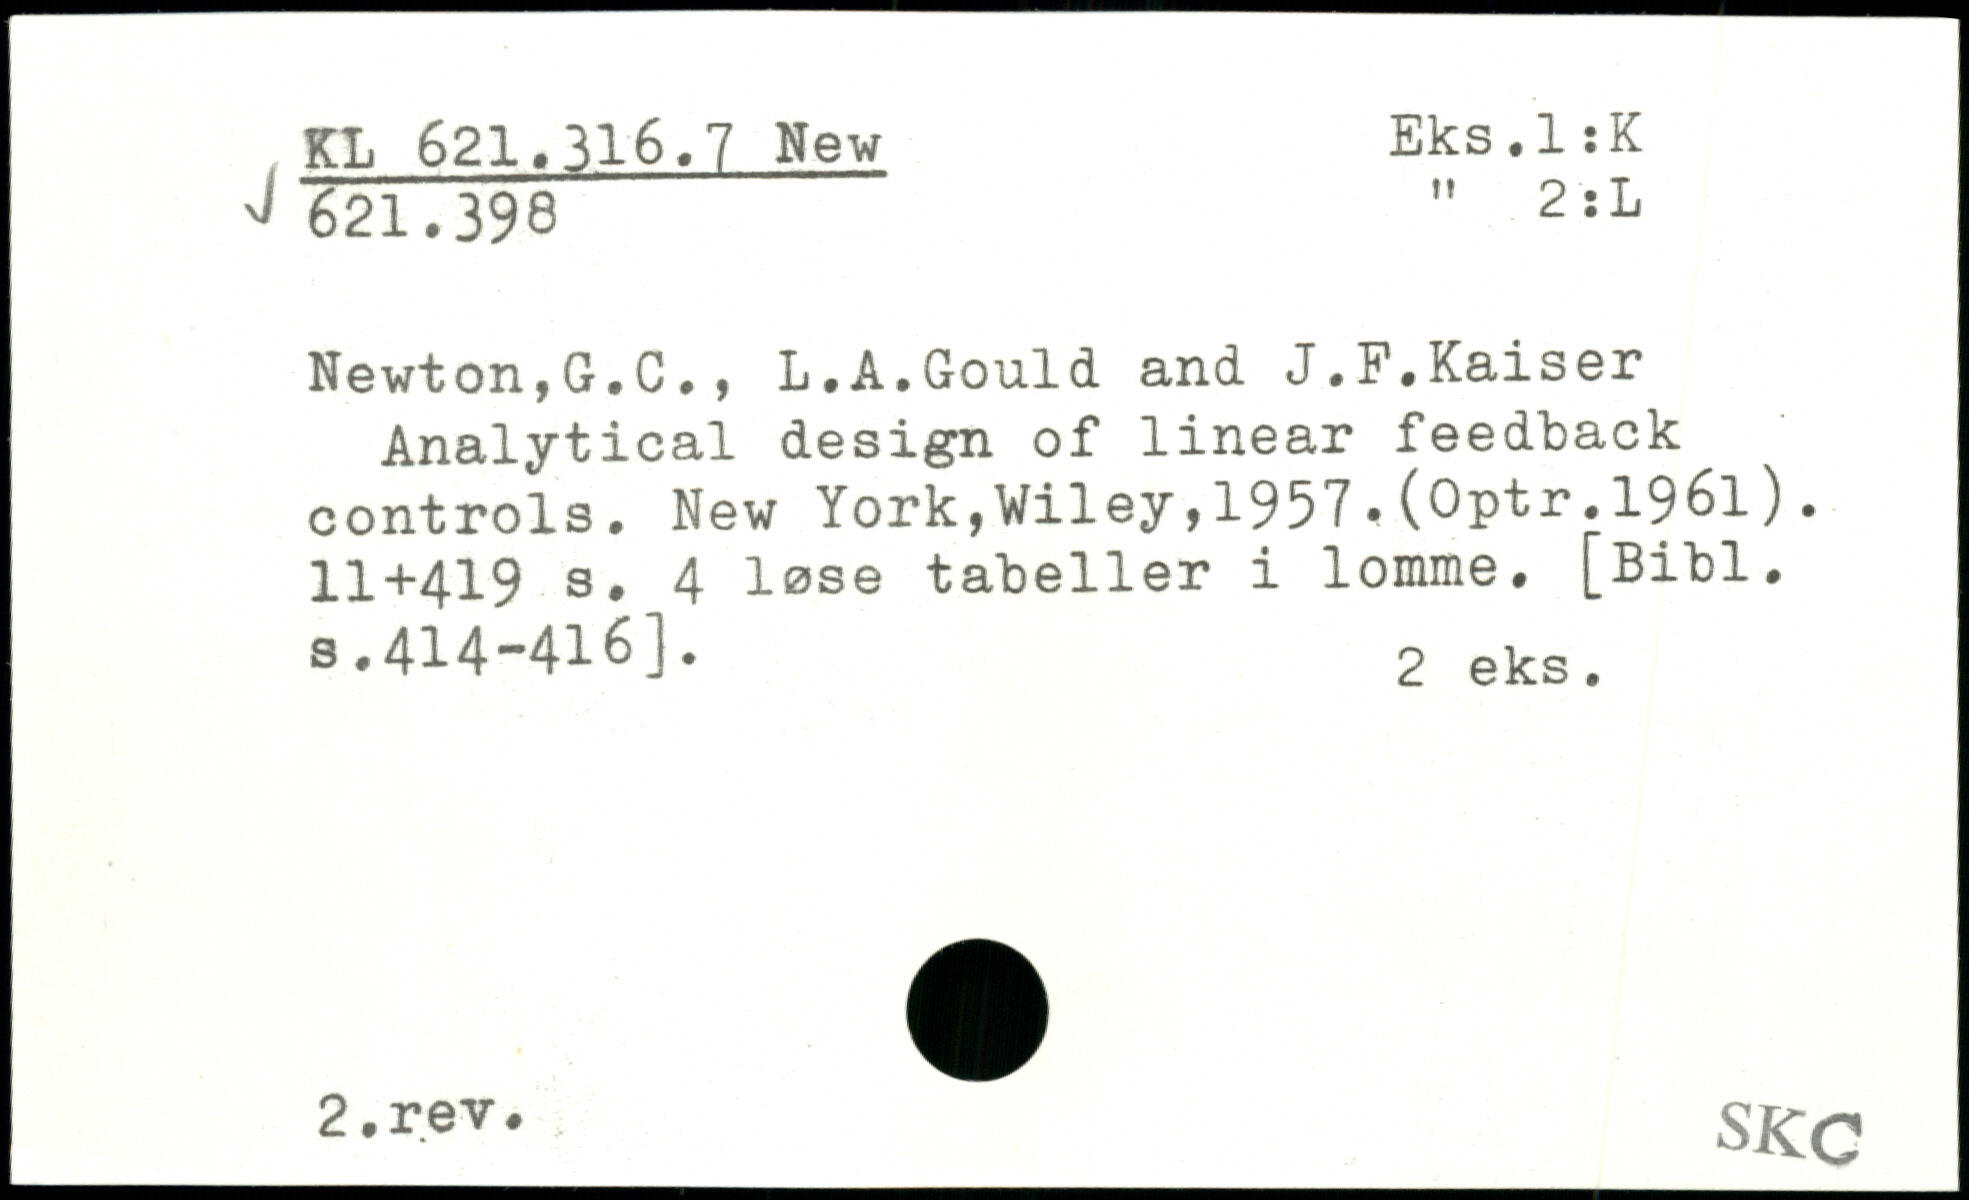 KL 621.316.7 New
Eks.1:K
621.398
" 2:L
Newton,G.C., L.A.Gould and J.F.Kaiser
Analytical design of linear feedback
controls. New York,Wiley,1957.(Optr.1961).
11+419 s. 4 løse tabeller i lomme. [Bibl.
s.414-416].
2 eks.
2.rev.
SKC